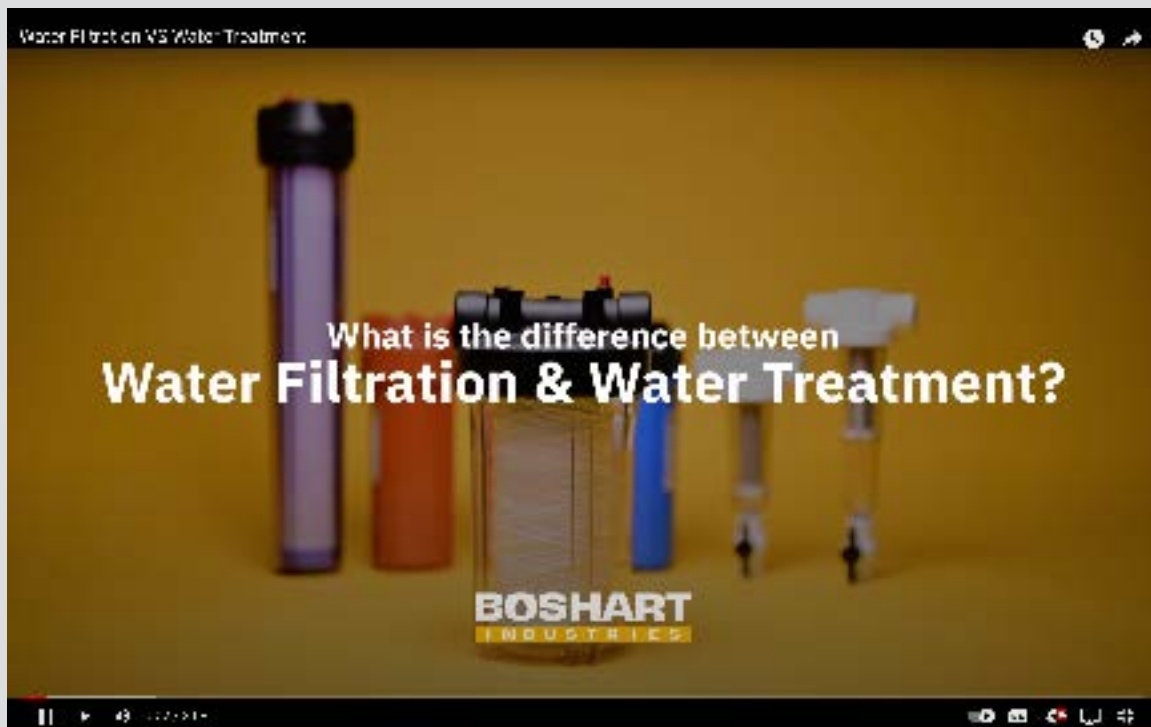 Water Filtration VS Water Treatment
What is the difference between
Water Filtration & Water Treatment?
BOSHART
INDUSTRIES